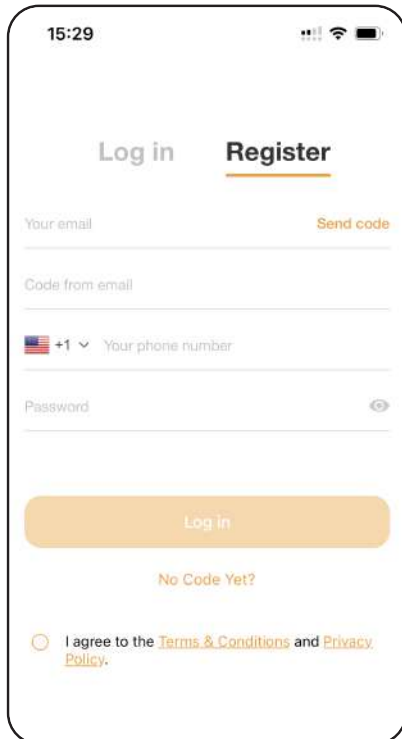 15:29
Log in Register
Your email Send code
Code from email
+1 Your phone number
Password
Log in
No Code Yet?
I agree to the Terms & Conditions and Privacy
Policy.